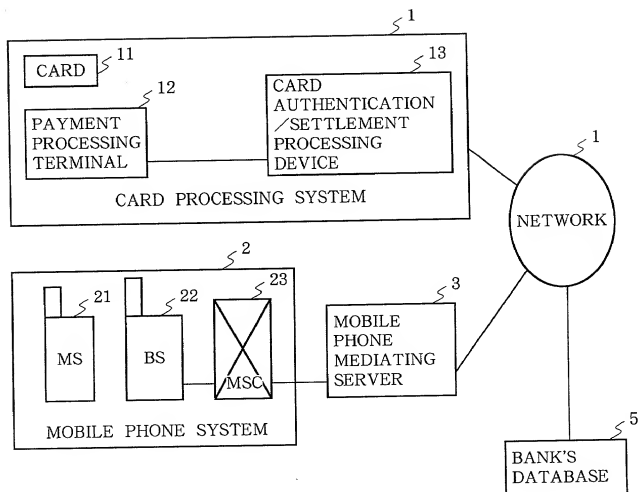 1
11
CARD
12
PAYMENT
PROCESSING
TERMINAL
13
CARD
AUTHENTICATION
/SETTLEMENT
PROCESSING
DEVICE
CARD PROCESSING SYSTEM
1
NETWORK
2
21
MS
22
BS
23
MSC
MOBILE PHONE SYSTEM
3
MOBILE
PHONE
MEDIATING
SERVER
5
BANK'S
DATABASE